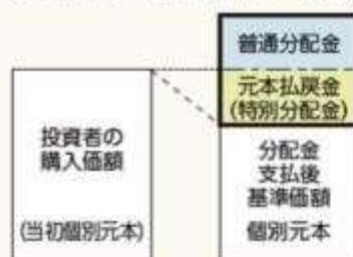 普通分配金
元本払戻金
(特別分配金)
投資者の
購入価額
(当初個別元本)
分配金
支払後
基準価額
個別元本